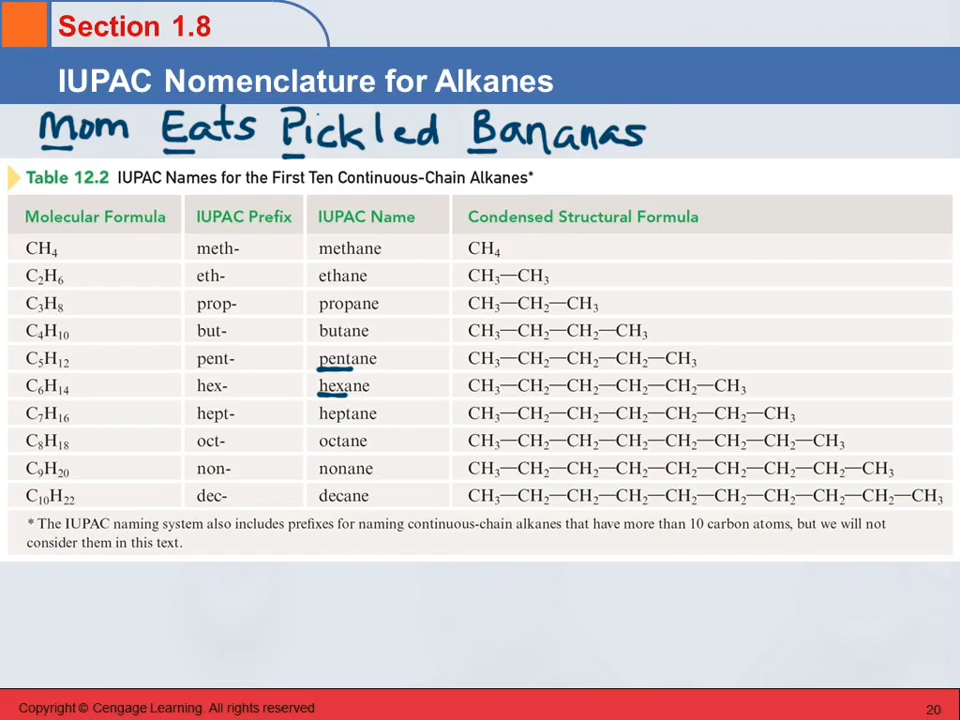 Section 1.8
IUPAC Nomenclature for Alkanes
Mom Eats Pickled Bananas
Table 12.2 IUPAC Names for the First Ten Continuous-Chain Alkanes*
Molecular Formula IUPAC Prefix IUPAC Name Condensed Structural Formula
CH₄ meth- methane CH₄
C₂H₆ eth- ethane CH₃—CH₃
C₃H₈ prop- propane CH₃—CH₂—CH₃
C₄H₁₀ but- butane CH₃—CH₂—CH₂—CH₃
C₅H₁₂ pent- pentane CH₃—CH₂—CH₂—CH₂—CH₃
C₆H₁₄ hex- hexane CH₃—CH₂—CH₂—CH₂—CH₂—CH₃
C₇H₁₆ hept- heptane CH₃—CH₂—CH₂—CH₂—CH₂—CH₂—CH₃
C₈H₁₈ oct- octane CH₃—CH₂—CH₂—CH₂—CH₂—CH₂—CH₂—CH₃
C₉H₂₀ non- nonane CH₃—CH₂—CH₂—CH₂—CH₂—CH₂—CH₂—CH₂—CH₃
C₁₀H₂₂ dec- decane CH₃—CH₂—CH₂—CH₂—CH₂—CH₂—CH₂—CH₂—CH₂—CH₃
* The IUPAC naming system also includes prefixes for naming continuous-chain alkanes that have more than 10 carbon atoms, but we will not
consider them in this text.
Copyright © Cengage Learning. All rights reserved 20